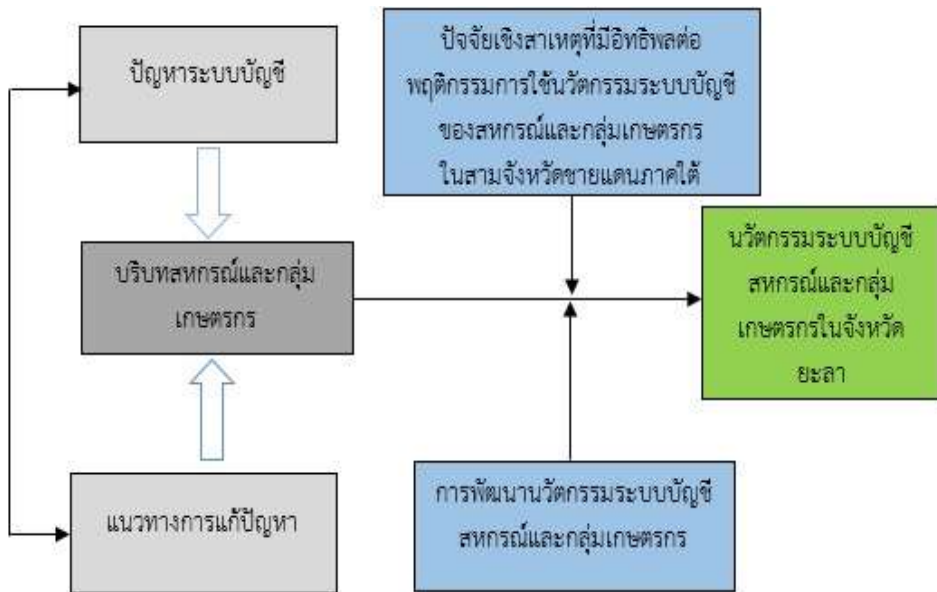 ปัญหาระบบบัญชี
บริบทสหกรณ์และกลุ่ม
เกษตรกร
แนวทางการแก้ปัญหา
ปัจจัยเชิงสาเหตุที่มีอิทธิพลต่อ
พฤติกรรมการใช้นวัตกรรมระบบบัญชี
ของสหกรณ์และกลุ่มเกษตรกร
ในสามจังหวัดชายแดนภาคใต้
การพัฒนานวัตกรรมระบบบัญชี
สหกรณ์และกลุ่มเกษตรกร
นวัตกรรมระบบบัญชี
สหกรณ์และกลุ่ม
เกษตรกรในจังหวัด
ยะลา